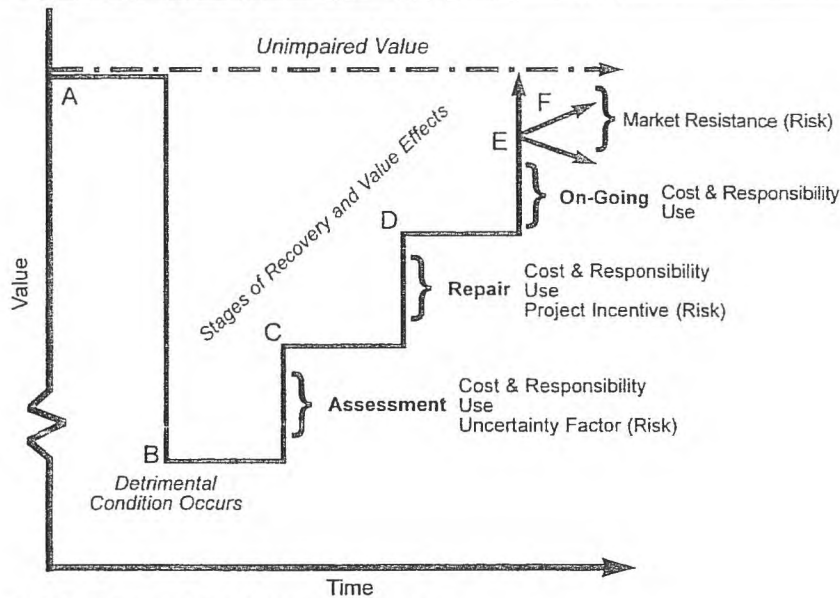 Unimpaired Value
A
F
E
Market Resistance (Risk)
On-Going Cost & Responsibility
Use
D
Stages of Recovery and Value Effects
Repair
Cost & Responsibility
Use
Project Incentive (Risk)
Value
C
Assessment
Cost & Responsibility
Use
Uncertainty Factor (Risk)
B
Detrimental
Condition Occurs
Time